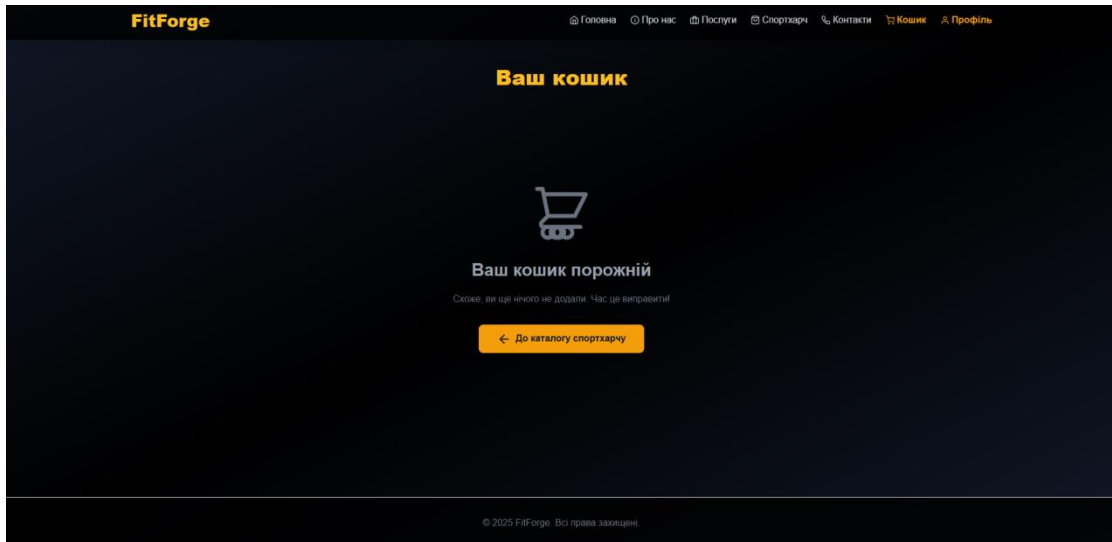 FitForge
Головна Про нас Послуги Спортхарч Контакти Кошик Профіль
Ваш кошик
Ваш кошик порожній
Схоже, ви ще нічого не додали. Час це виправити!
До каталогу спортхарчу
© 2025 FitForge. Всі права захищені.